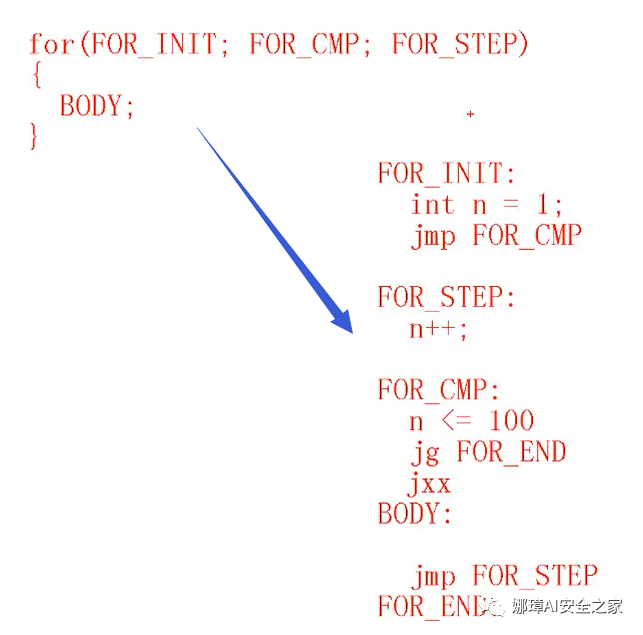 for(FOR_INIT; FOR_CMP; FOR_STEP)
{
BODY;
}
FOR_INIT:
int n = 1;
jmp FOR_CMP
FOR_STEP:
n++;
FOR_CMP:
n <= 100
jg FOR_END
jxx
BODY:
jmp FOR_STEP
FOR_END:
娜璋AI安全之家